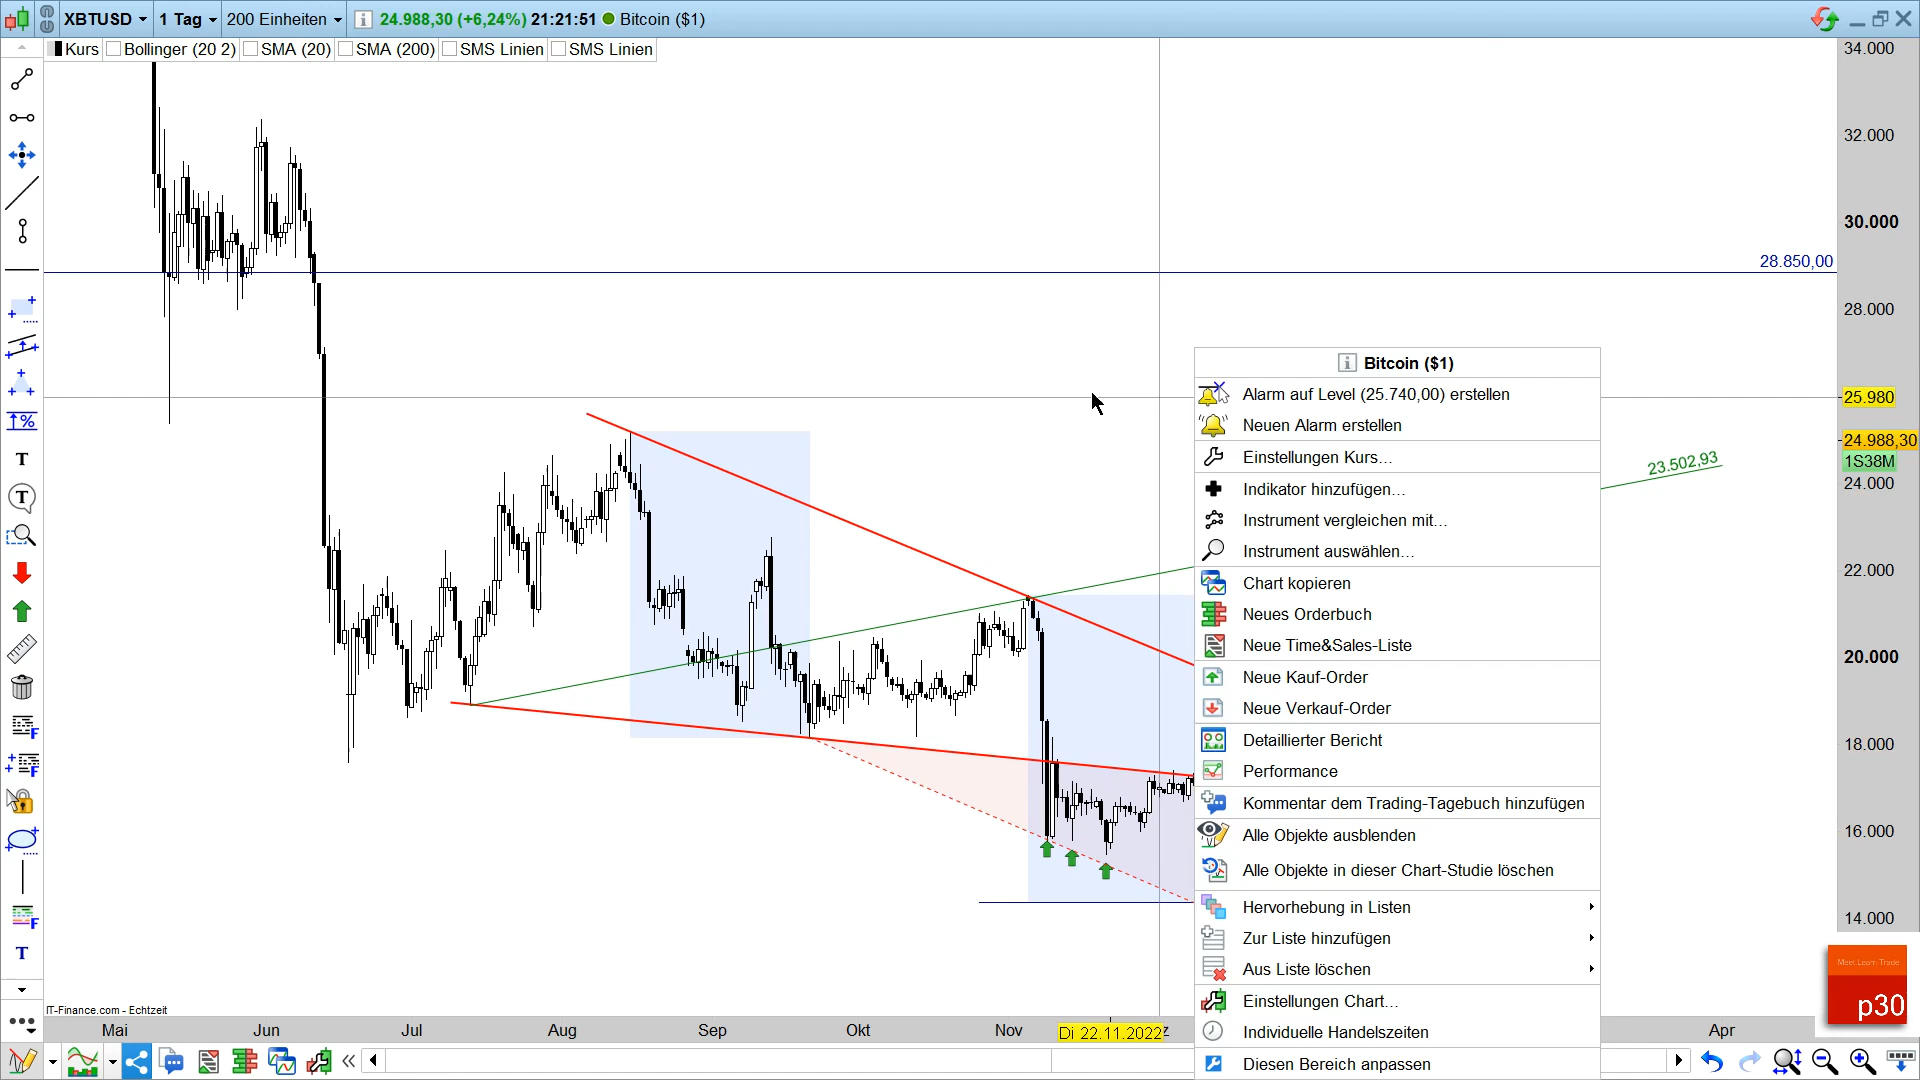 XBTUSD 1 Tag 200 Einheiten 24.988,30 (+6,24%) 21:21:51 Bitcoin ($1)
Kurs Bollinger (20 2) SMA (20) SMA (200) SMS Linien SMS Linien
34.000
32.000
30.000
28.850,00
28.000
25.980
24.988,30
1S38M
23.502,93
24.000
22.000
20.000
18.000
16.000
14.000
Bitcoin ($1)
Alarm auf Level (25.740,00) erstellen
Neuen Alarm erstellen
Einstellungen Kurs...
Indikator hinzufügen...
Instrument vergleichen mit...
Instrument auswählen...
Chart kopieren
Neues Orderbuch
Neue Time&Sales-Liste
Neue Kauf-Order
Neue Verkauf-Order
Detaillierter Bericht
Performance
Kommentar dem Trading-Tagebuch hinzufügen
Alle Objekte ausblenden
Alle Objekte in dieser Chart-Studie löschen
Hervorhebung in Listen
Zur Liste hinzufügen
Aus Liste löschen
Einstellungen Chart...
Individuelle Handelszeiten
Diesen Bereich anpassen
Meet Learn Trade
p30
IT-Finance.com - Echtzeit
Mai Jun Jul Aug Sep Okt Nov Di 22.11.2022 z Apr